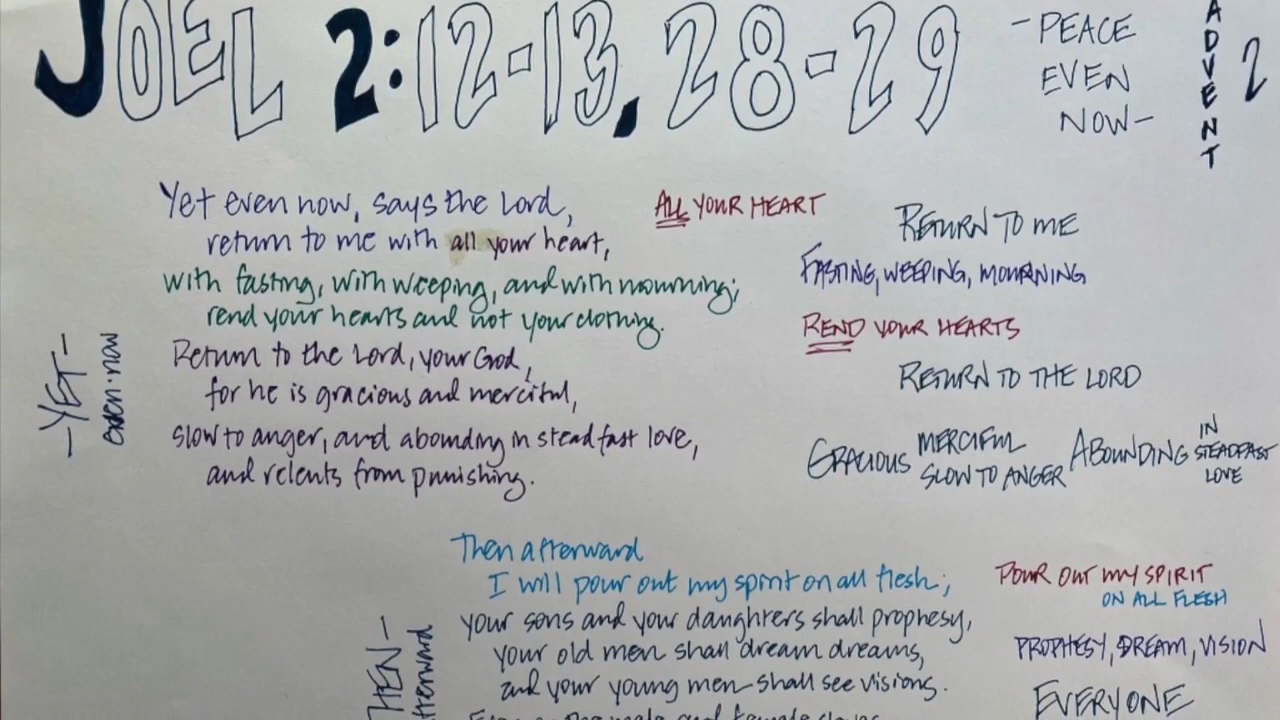 JOEL 2:12-13, 28-29
- PEACE
EVEN
NOW -
ADVENT
2
Yet even now, says the Lord,
return to me with all your heart,
with fasting, with weeping, and with mourning;
rend your hearts and not your clothing.
Return to the Lord, your God,
for he is gracious and merciful,
slow to anger, and abounding in steadfast love,
and relents from punishing.
- YET -
even now
ALL YOUR HEART
RETURN TO ME
FASTING, WEEPING, MOURNING
REND YOUR HEARTS
RETURN TO THE LORD
GRACIOUS
MERCIFUL
SLOW TO ANGER
ABOUNDING
IN
STEADFAST
LOVE
Then afterward
I will pour out my spirit on all flesh;
your sons and your daughters shall prophesy,
your old men shall dream dreams,
and your young men shall see visions.
POUR OUT MY SPIRIT
ON ALL FLESH
PROPHESY, DREAM, VISION
EVERYONE